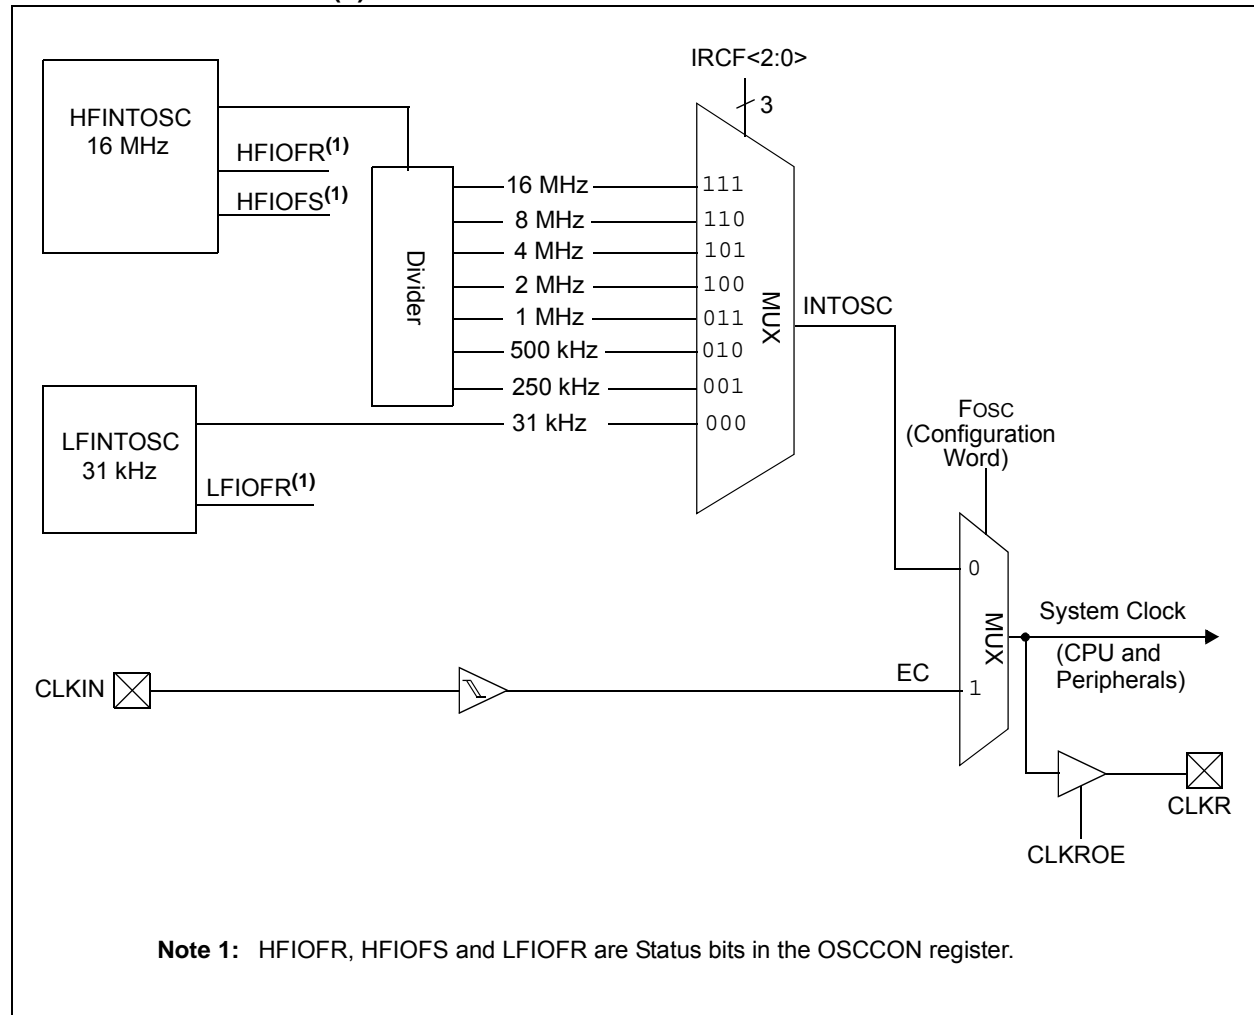 IRCF<2:0>
3
HFINTOSC
16 MHz
HFIOFR(1)
HFIOFS(1)
Divider
16 MHz
111
8 MHz
110
4 MHz
101
2 MHz
100
1 MHz
011
500 kHz
010
250 kHz
001
31 kHz
000
MUX
INTOSC
LFINTOSC
31 kHz
LFIOFR(1)
FOSC
(Configuration
Word)
0
MUX
System Clock
(CPU and
Peripherals)
CLKIN
EC
1
CLKR
CLKROE
Note 1: HFIOFR, HFIOFS and LFIOFR are Status bits in the OSCCON register.